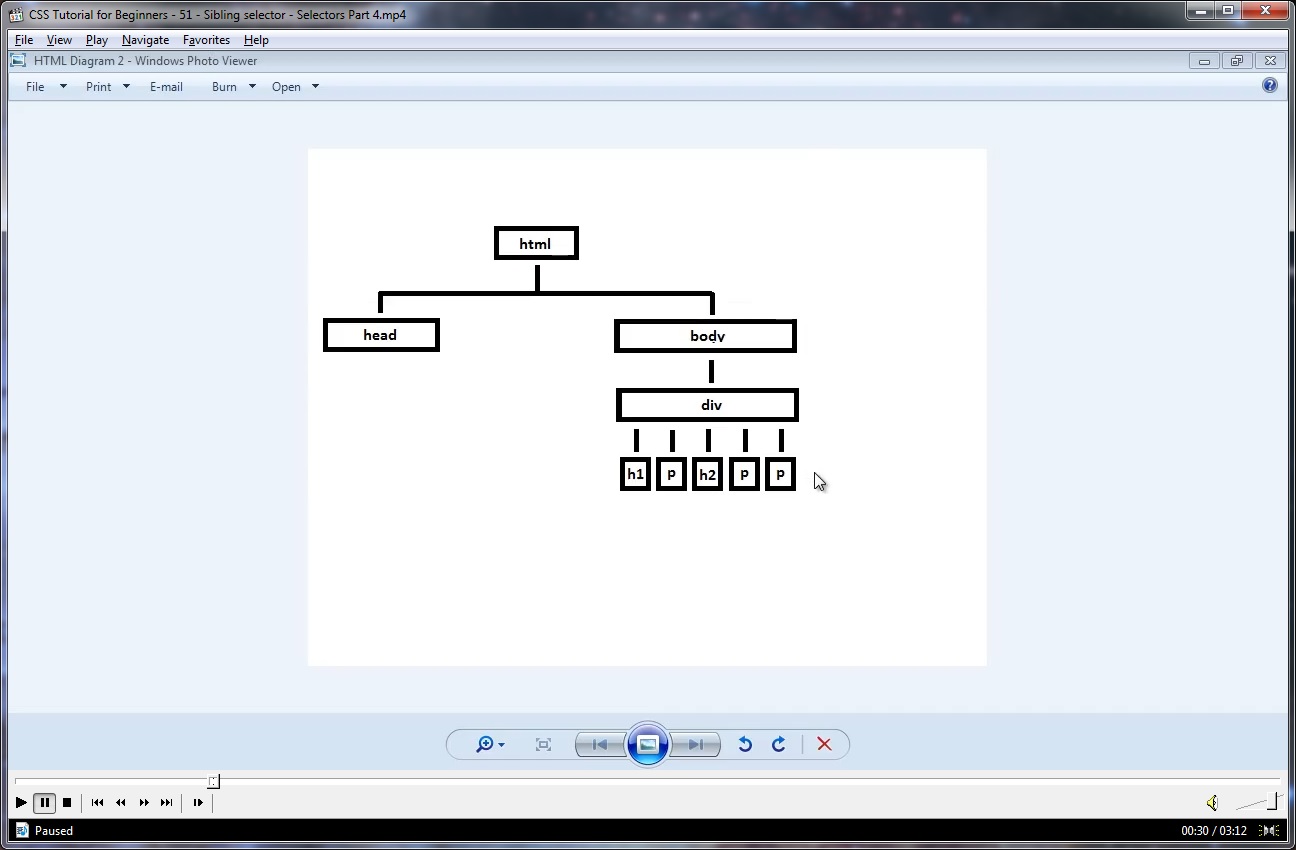 CSS Tutorial for Beginners - 51 - Sibling selector - Selectors Part 4.mp4
File View Play Navigate Favorites Help
HTML Diagram 2 - Windows Photo Viewer
File Print E-mail Burn Open
html
head bodv
div
h1 p h2 p p
Paused 00:30 / 03:12